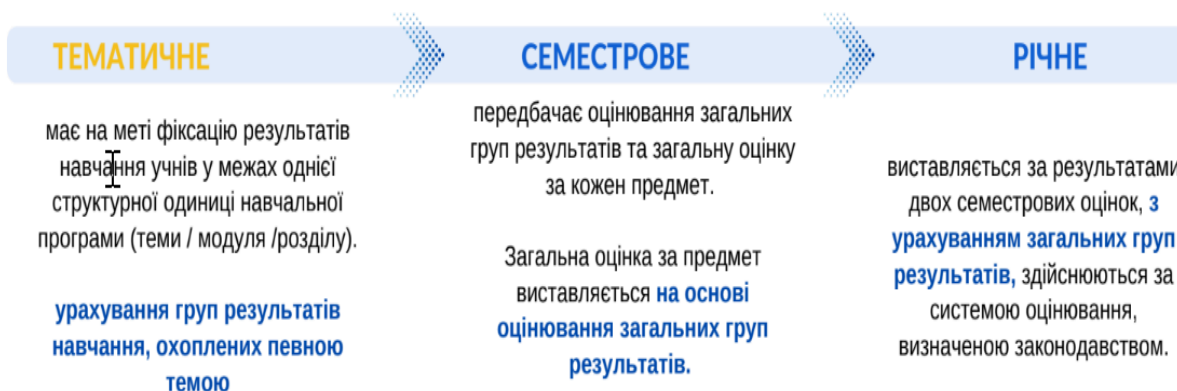 ТЕМАТИЧНЕ
має на меті фіксацію результатів
навчання учнів у межах однієї
структурної одиниці навчальної
програми (теми / модуля /розділу).
урахування груп результатів
навчання, охоплених певною
темою
СЕМЕСТРОВЕ
передбачає оцінювання загальних
груп результатів та загальну оцінку
за кожен предмет.
Загальна оцінка за предмет
виставляється на основі
оцінювання загальних груп
результатів.
РІЧНЕ
виставляється за результатами
двох семестрових оцінок, з
урахуванням загальних груп
результатів, здійснюються за
системою оцінювання,
визначеною законодавством.